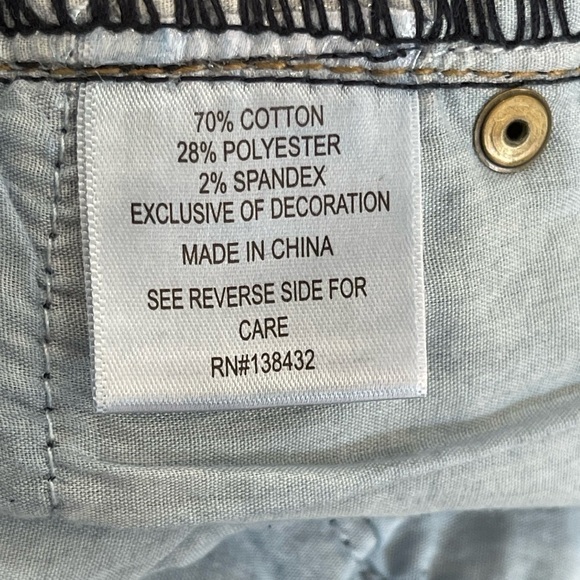 70% COTTON
28% POLYESTER
2% SPANDEX
EXCLUSIVE OF DECORATION
MADE IN CHINA
SEE REVERSE SIDE FOR
CARE
RN#138432